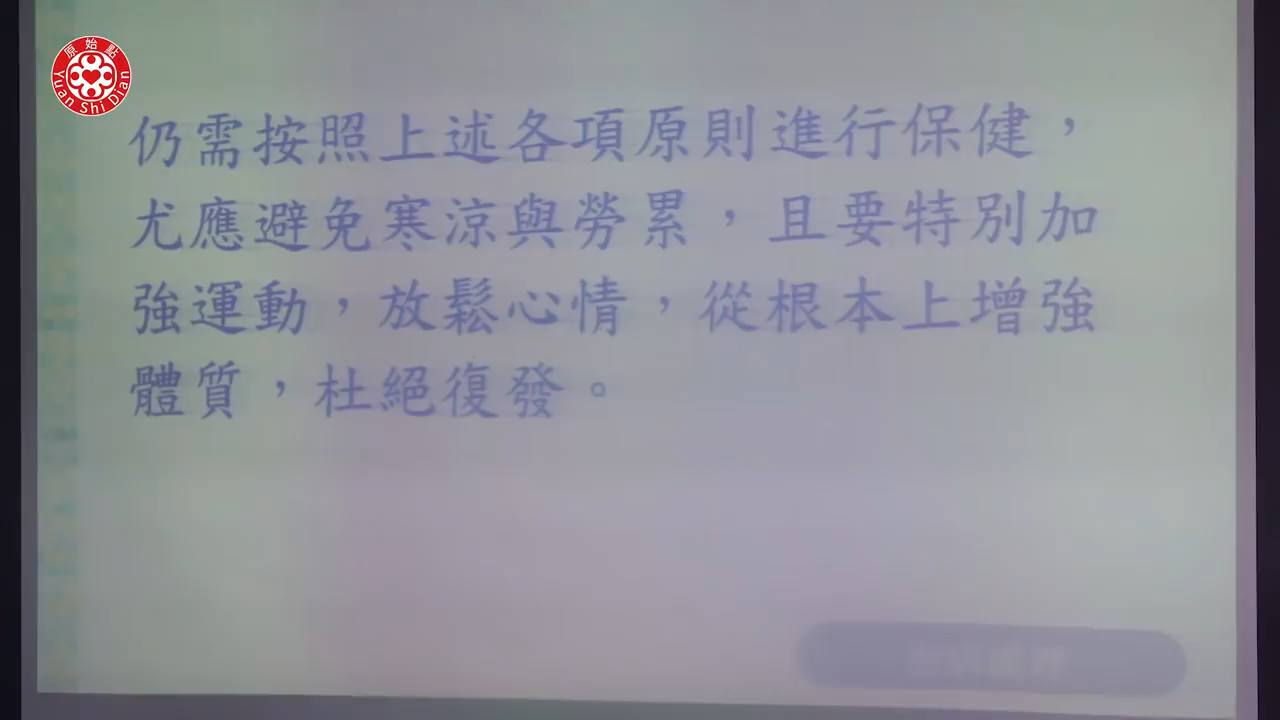 原始點
Yuan Shi Dian
仍需按照上述各項原則進行保健，
尤應避免寒涼與勞累，且要特別加
強運動，放鬆心情，從根本上增強
體質，杜絕復發。